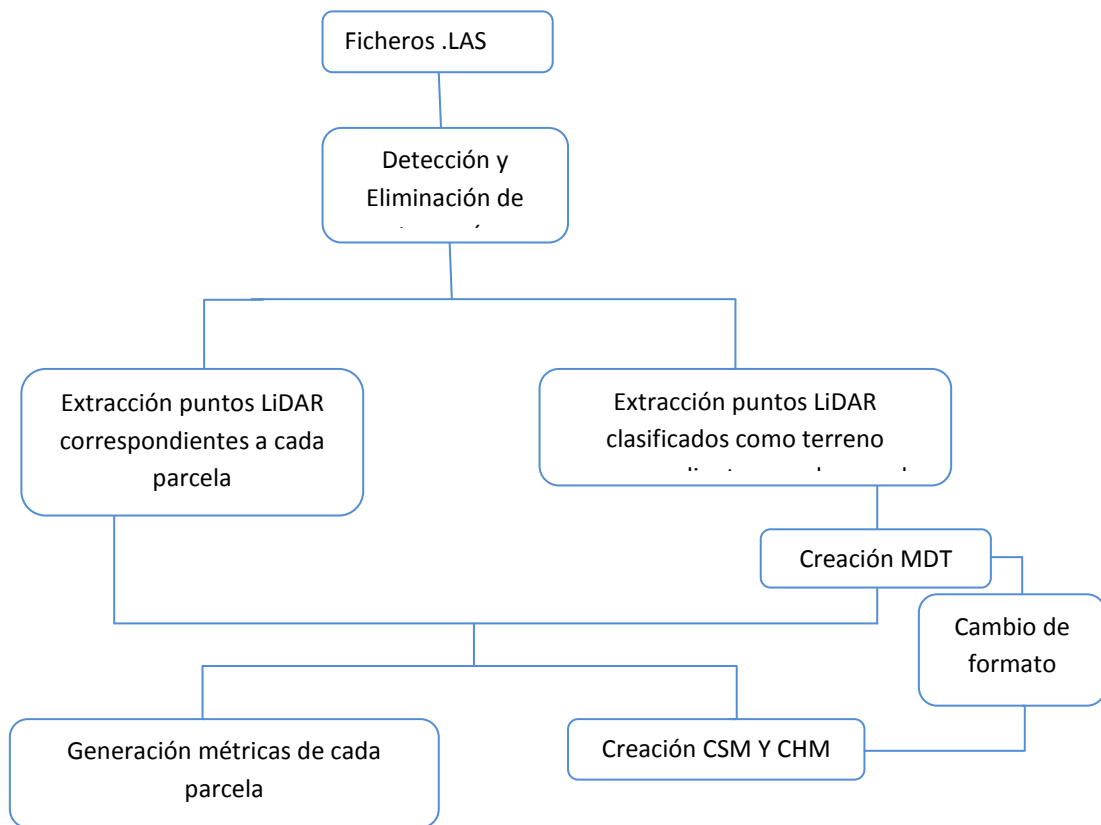 Ficheros .LAS
Detección y
Eliminación de
Extracción puntos LiDAR
correspondientes a cada
parcela
Extracción puntos LiDAR
clasificados como terreno
Creación MDT
Cambio de
formato
Generación métricas de cada
parcela
Creación CSM Y CHM